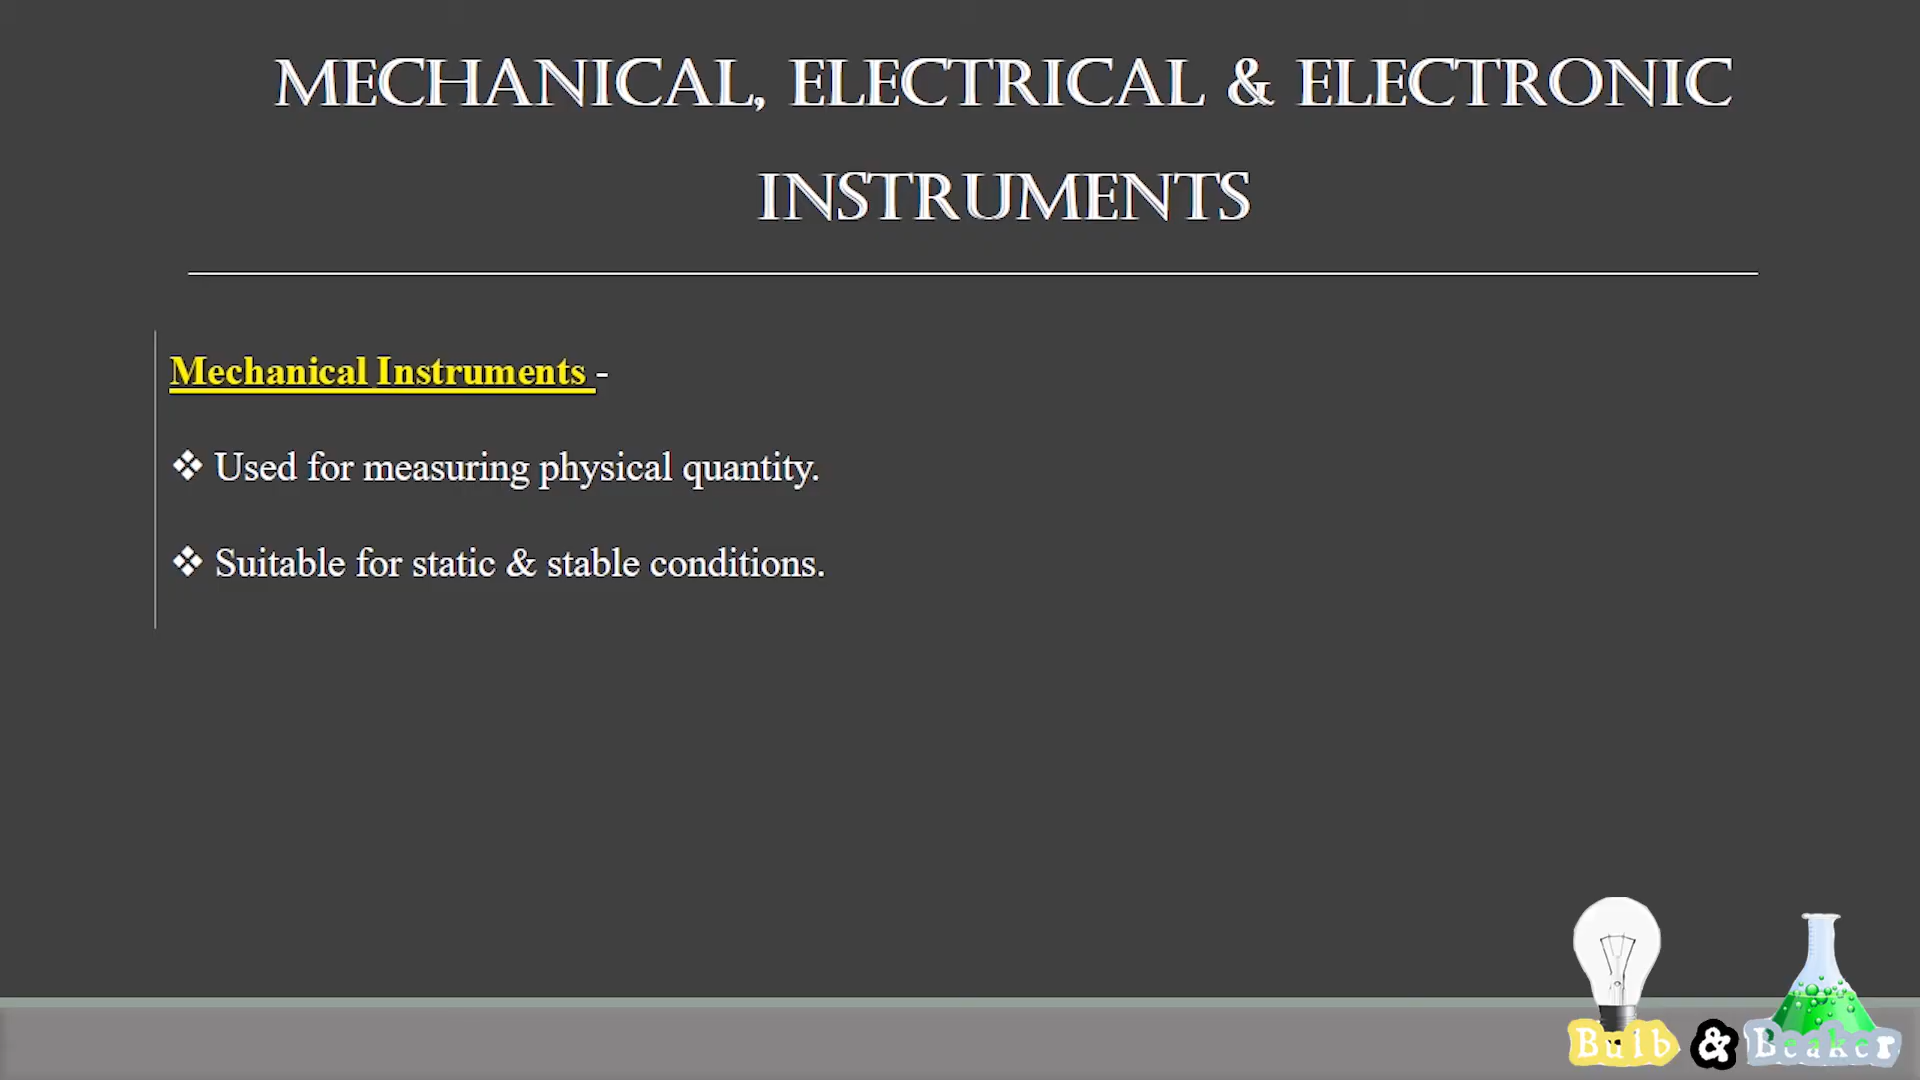 MECHANICAL, ELECTRICAL & ELECTRONIC
INSTRUMENTS
Mechanical Instruments -
❖ Used for measuring physical quantity.
❖ Suitable for static & stable conditions.
Bulb & Beaker